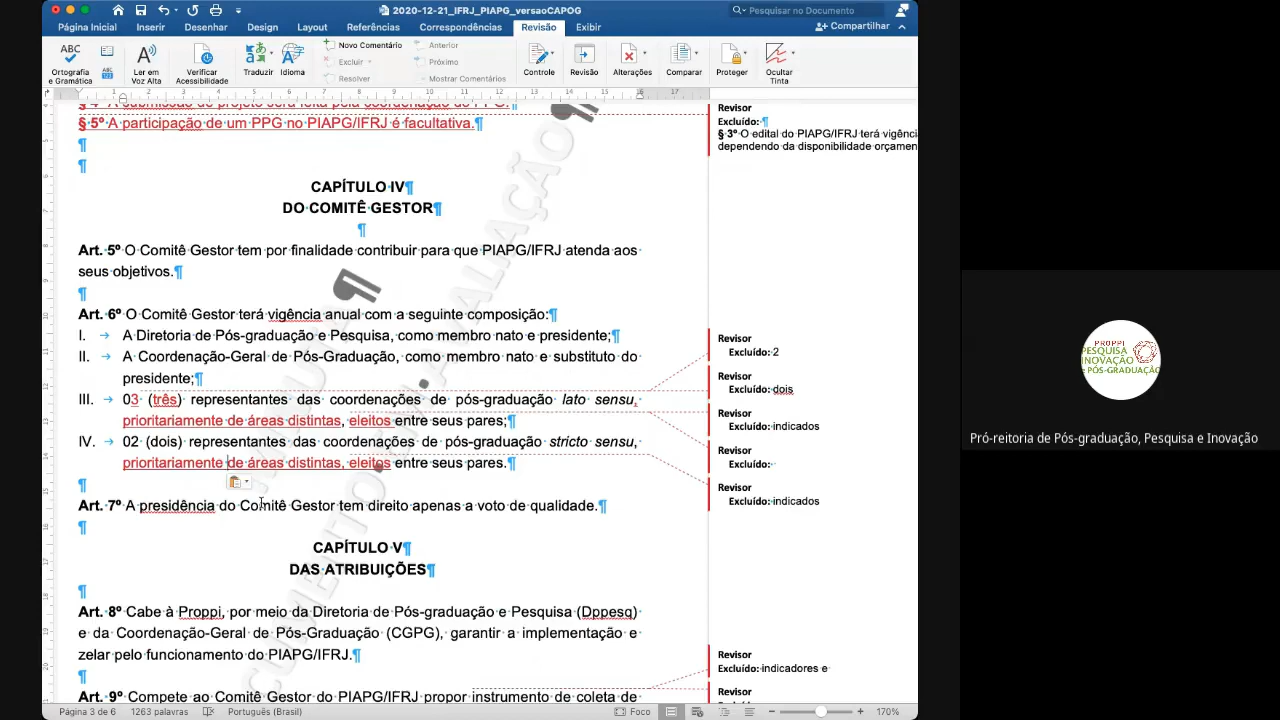 2020-12-21_IFRJ_PIAPG_versaoCAPOG
Pesquisar no Documento
Página Inicial Inserir Desenhar Design Layout Referências Correspondências Revisão Exibir
Compartilhar
ABC
Ortografia e Gramática
ABC
123
Ler em Voz Alta
Verificar Acessibilidade
Traduzir
Idioma
Novo Comentário
Excluir
Resolver
Anterior
Próximo
Mostrar Comentários
Controle
Revisão
Alterações
Comparar
Proteger
Ocultar Tinta
§ 4º A submissão de projeto será feita pela coordenação do PPG.¶
§ 5º A participação de um PPG no PIAPG/IFRJ é facultativa.¶
¶
¶
CAPÍTULO IV¶
DO COMITÊ GESTOR¶
¶
Art. 5º O Comitê Gestor tem por finalidade contribuir para que PIAPG/IFRJ atenda aos
seus objetivos.¶
¶
Art. 6º O Comitê Gestor terá vigência anual com a seguinte composição:¶
I. → A Diretoria de Pós-graduação e Pesquisa, como membro nato e presidente;¶
II. → A Coordenação-Geral de Pós-Graduação, como membro nato e substituto do
presidente;¶
III. → 03 (três) representantes das coordenações de pós-graduação lato sensu,
prioritariamente de áreas distintas, eleitos entre seus pares;¶
IV. → 02 (dois) representantes das coordenações de pós-graduação stricto sensu,
prioritariamente de áreas distintas, eleitos entre seus pares.¶
¶
Art. 7º A presidência do Comitê Gestor tem direito apenas a voto de qualidade.¶
¶
CAPÍTULO V¶
DAS ATRIBUIÇÕES¶
¶
Art. 8º Cabe à Proppi, por meio da Diretoria de Pós-graduação e Pesquisa (Dppesq)
e da Coordenação-Geral de Pós-Graduação (CGPG), garantir a implementação e
zelar pelo funcionamento do PIAPG/IFRJ.¶
¶
Art. 9º Compete ao Comitê Gestor do PIAPG/IFRJ propor instrumento de coleta de
Revisor
Excluído: ¶
§ 3º O edital do PIAPG/IFRJ terá vigênci
dependendo da disponibilidade orçamen
Revisor
Excluído: 2
Revisor
Excluído: dois
Revisor
Excluído: indicados
Revisor
Excluído:
Revisor
Excluído: indicados
Revisor
Excluído: indicadores e
Revisor
Página 3 de 6 1263 palavras Português (Brasil) Foco 170%
PROPPI
PESQUISA
INOVAÇÃO
e PÓS-GRADUAÇÃO
Pró-reitoria de Pós-graduação, Pesquisa e Inovação